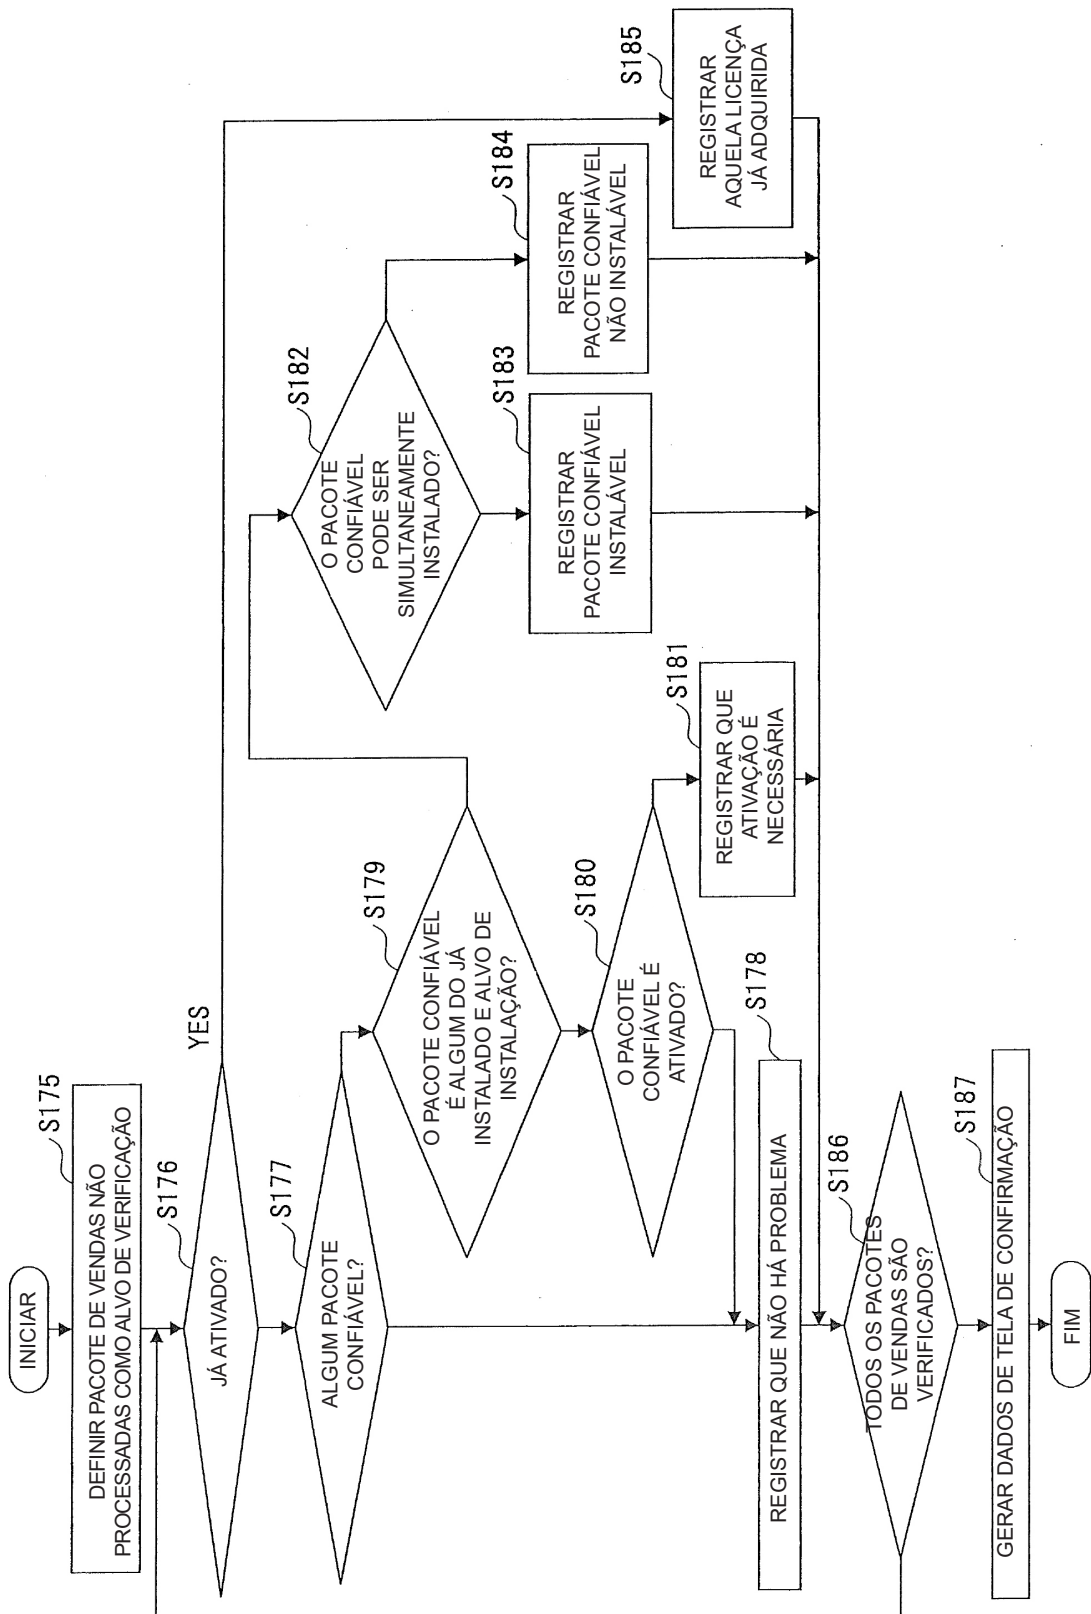 INICIAR
S175
DEFINIR PACOTE DE VENDAS NÃO
PROCESSADAS COMO ALVO DE VERIFICAÇÃO
S176
JÁ ATIVADO?
YES
S177
ALGUM PACOTE
CONFIÁVEL?
S179
O PACOTE CONFIÁVEL
É ALGUM DO JÁ
INSTALADO E ALVO DE
INSTALAÇÃO?
S182
O PACOTE
CONFIÁVEL
PODE SER
SIMULTANEAMENTE
INSTALADO?
S180
O PACOTE
CONFIÁVEL É
ATIVADO?
S183
REGISTRAR
PACOTE CONFIÁVEL
INSTALÁVEL
S184
REGISTRAR
PACOTE CONFIÁVEL
NÃO INSTALÁVEL
S185
REGISTRAR
AQUELA LICENÇA
JÁ ADQUIRIDA
S181
REGISTRAR QUE
ATIVAÇÃO É
NECESSÁRIA
S178
REGISTRAR QUE NÃO HÁ PROBLEMA
S186
TODOS OS PACOTES
DE VENDAS SÃO
VERIFICADOS?
S187
GERAR DADOS DE TELA DE CONFIRMAÇÃO
FIM